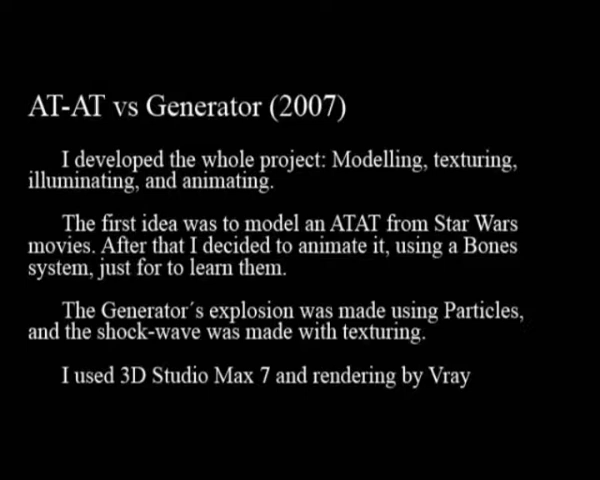 AT-AT vs Generator (2007)
I developed the whole project: Modelling, texturing,
illuminating, and animating.
The first idea was to model an ATAT from Star Wars
movies. After that I decided to animate it, using a Bones
system, just for to learn them.
The Generator´s explosion was made using Particles,
and the shock-wave was made with texturing.
I used 3D Studio Max 7 and rendering by Vray